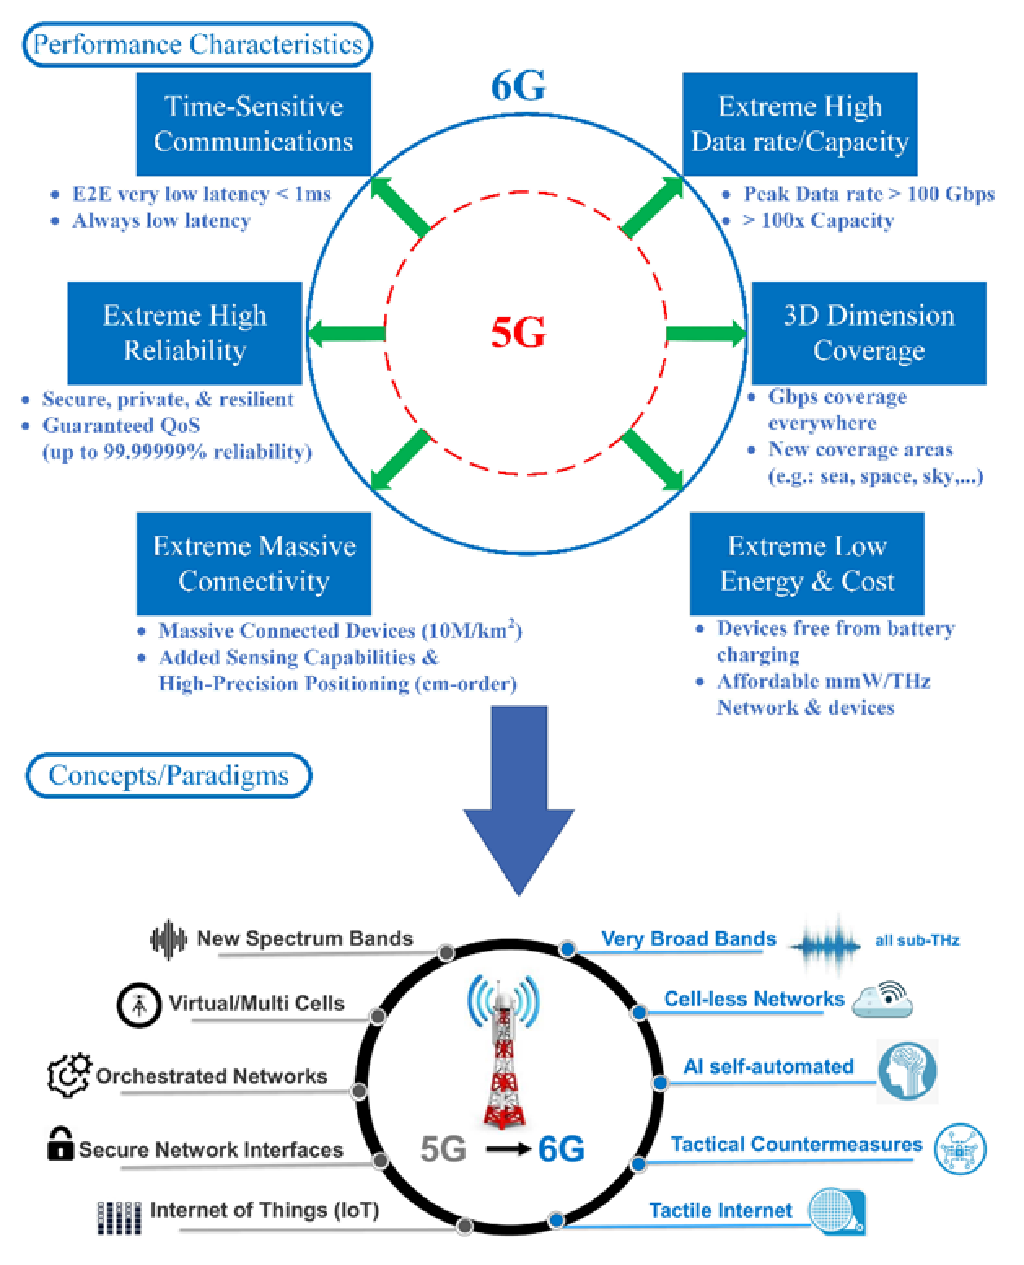 Performance Characteristics
6G
Time-Sensitive
Communications
• E2E very low latency < 1ms
• Always low latency
Extreme High
Data rate/Capacity
• Peak Data rate > 100 Gbps
• > 100x Capacity
5G
Extreme High
Reliability
• Secure, private, & resilient
• Guaranteed QoS
(up to 99.99999% reliability)
3D Dimension
Coverage
• Gbps coverage
everywhere
• New coverage areas
(e.g.: sea, space, sky,...)
Extreme Massive
Connectivity
• Massive Connected Devices (10M/km²)
• Added Sensing Capabilities &
High-Precision Positioning (cm-order)
Extreme Low
Energy & Cost
• Devices free from battery
charging
• Affordable mmW/THz
Network & devices
Concepts/Paradigms
New Spectrum Bands
Very Broad Bands
all sub-THz
Virtual/Multi Cells
Cell-less Networks
Orchestrated Networks
AI self-automated
Secure Network Interfaces
5G
6G
Tactical Countermeasures
Internet of Things (IoT)
Tactile Internet